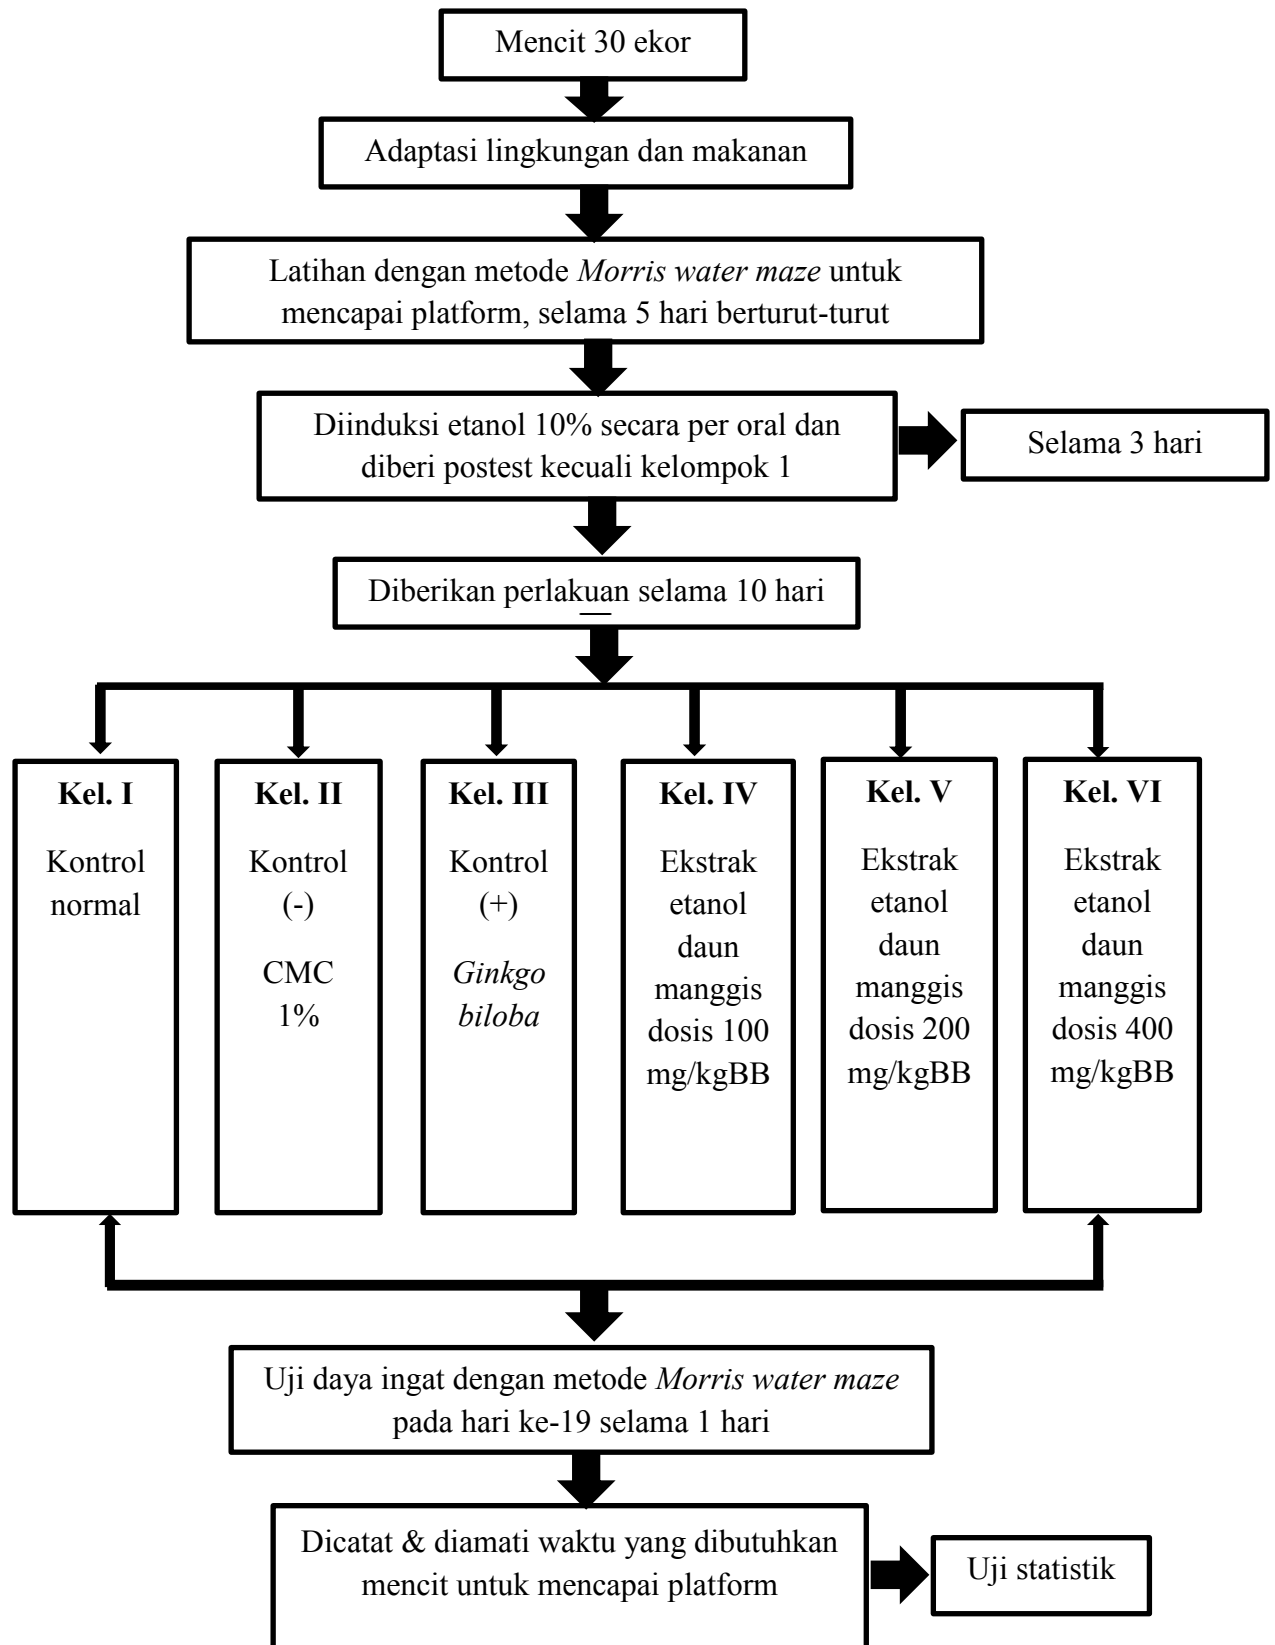 Mencit 30 ekor
Adaptasi lingkungan dan makanan
Latihan dengan metode Morris water maze untuk
mencapai platform, selama 5 hari berturut-turut
Diinduksi etanol 10% secara per oral dan
diberi postest kecuali kelompok 1
Selama 3 hari
Diberikan perlakuan selama 10 hari
Kel. I
Kontrol
normal
Kel. II
Kontrol
(-)
CMC
1%
Kel. III
Kontrol
(+)
Ginkgo
biloba
Kel. IV
Ekstrak
etanol
daun
manggis
dosis 100
mg/kgBB
Kel. V
Ekstrak
etanol
daun
manggis
dosis 200
mg/kgBB
Kel. VI
Ekstrak
etanol
daun
manggis
dosis 400
mg/kgBB
Uji daya ingat dengan metode Morris water maze
pada hari ke-19 selama 1 hari
Dicatat & diamati waktu yang dibutuhkan
mencit untuk mencapai platform
Uji statistik